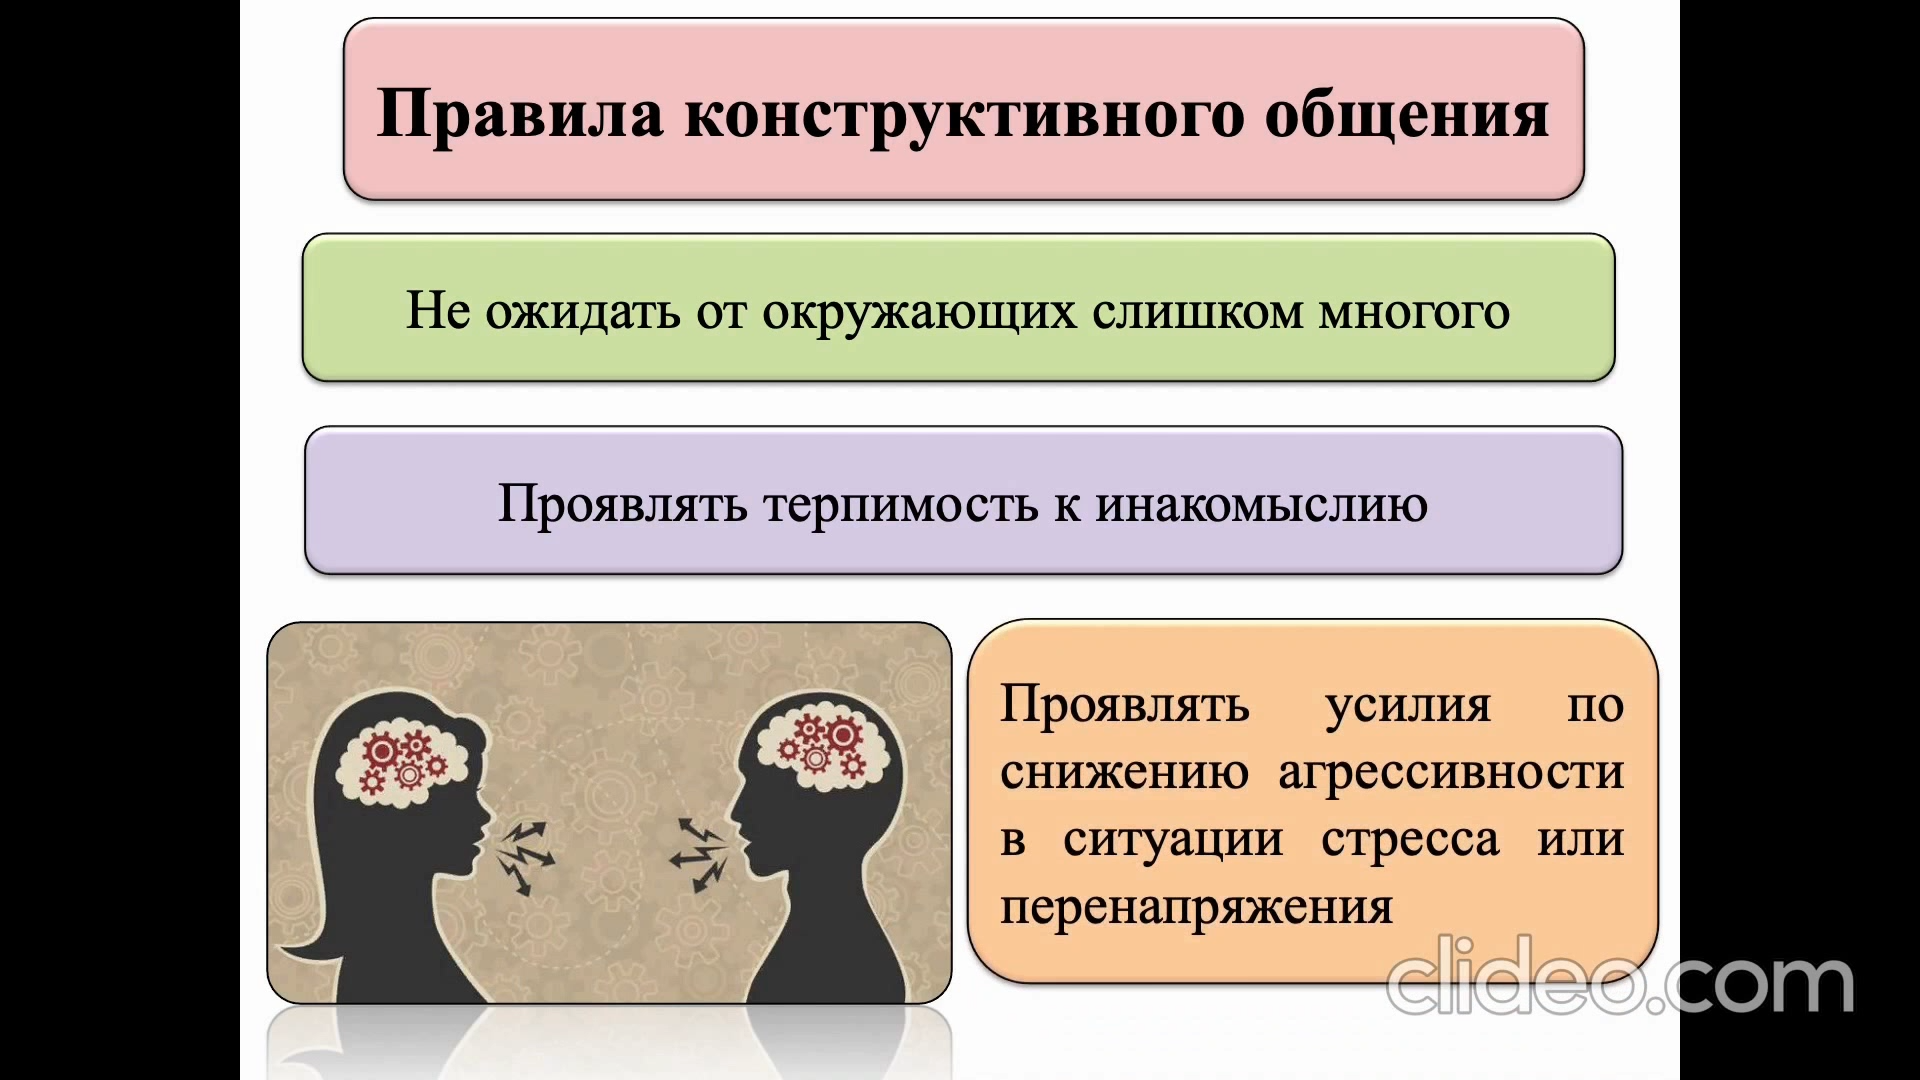 Правила конструктивного общения
Не ожидать от окружающих слишком многого
Проявлять терпимость к инакомыслию
Проявлять усилия по
снижению агрессивности
в ситуации стресса или
перенапряжения
clideo.com